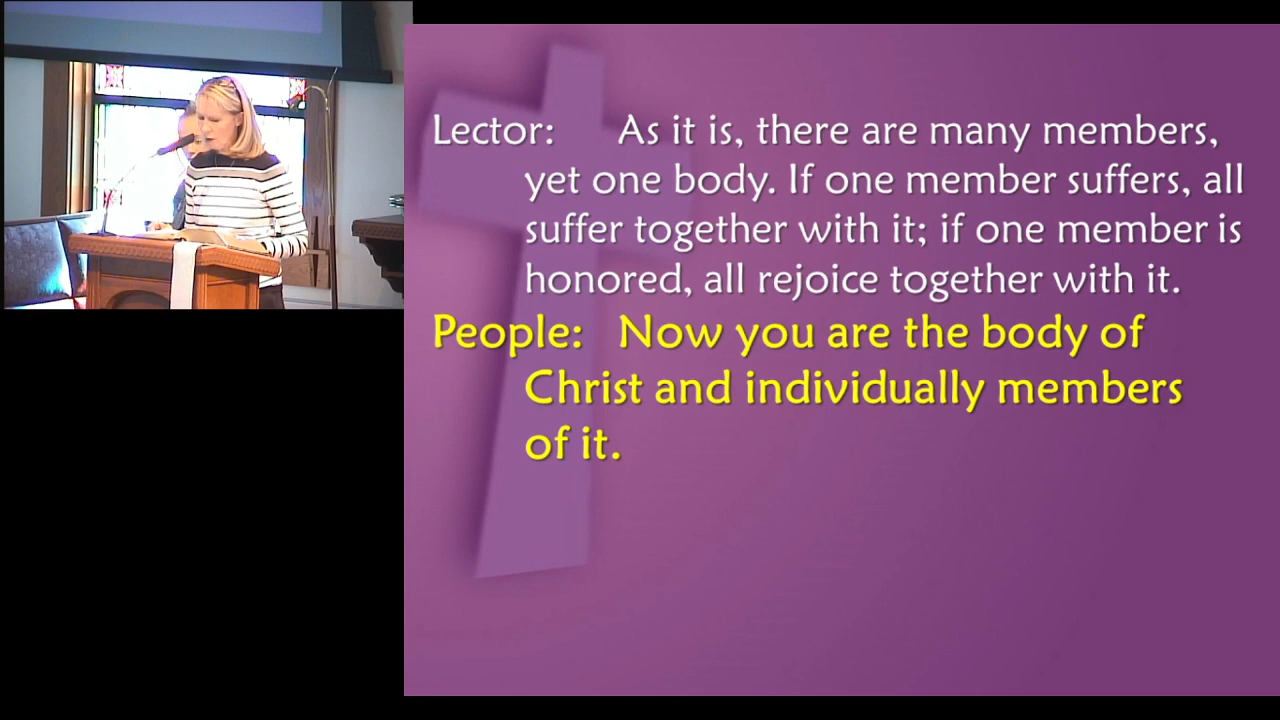 Lector: As it is, there are many members,
yet one body. If one member suffers, all
suffer together with it; if one member is
honored, all rejoice together with it.
People: Now you are the body of
Christ and individually members
of it.